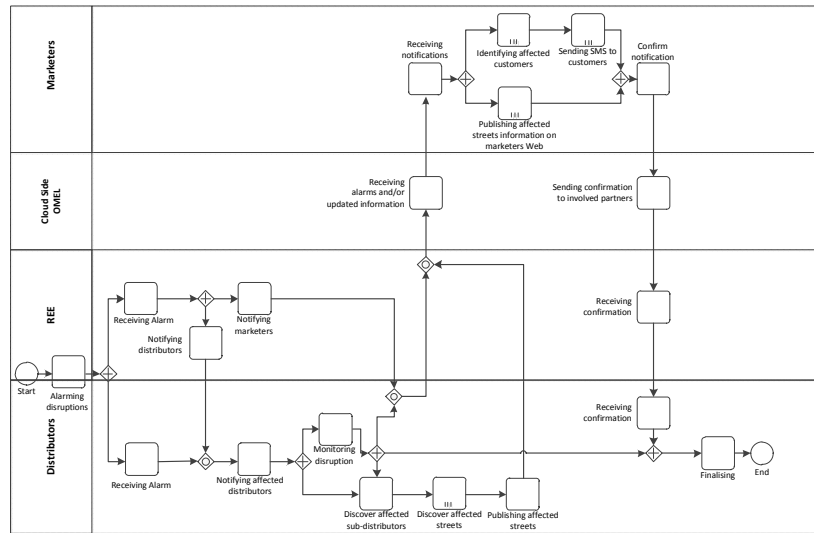 Marketers
Receiving
notifications
Identifying affected
customers
Sending SMS to
customers
Confirm
notification
Publishing affected
streets information on
marketers Web
Cloud Side
OMEL
Receiving
alarms and/or
updated information
Sending confirmation
to involved partners
REE
Receiving Alarm
Notifying
marketers
Notifying
distributors
Receiving
confirmation
Start
Alarming
disruptions
Distributors
Receiving Alarm
Notifying affected
distributors
Monitoring
disruption
Discover affected
sub-distributors
Discover affected
streets
Publishing affected
streets
Receiving
confirmation
Finalising
End